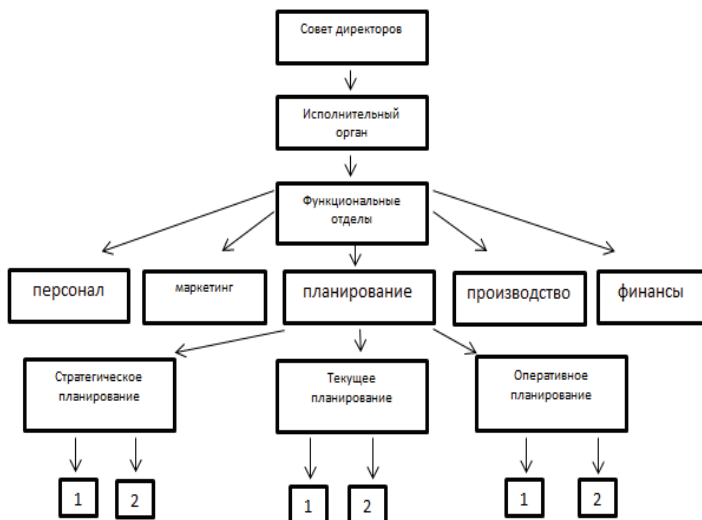 Совет директоров
Исполнительный
орган
Функциональные
отделы
персонал
маркетинг
планирование
производство
финансы
Стратегическое
планирование
Текущее
планирование
Оперативное
планирование
1
2
1
2
1
2